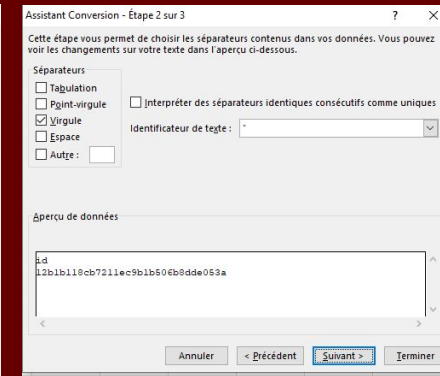 Assistant Conversion - Étape 2 sur 3 ? ×
Cette étape vous permet de choisir les séparateurs contenus dans vos données. Vous pouvez
voir les changements sur votre texte dans l'aperçu ci-dessous.
Séparateurs
Tabulation
Point-virgule
Virgule
Espace
Autre :
Interpréter des séparateurs identiques consécutifs comme uniques
Identificateur de texte : "
Aperçu de données
id
12b1b118cb7211ec9b1b506b8dde053a
Annuler < Précédent Suivant > Terminer